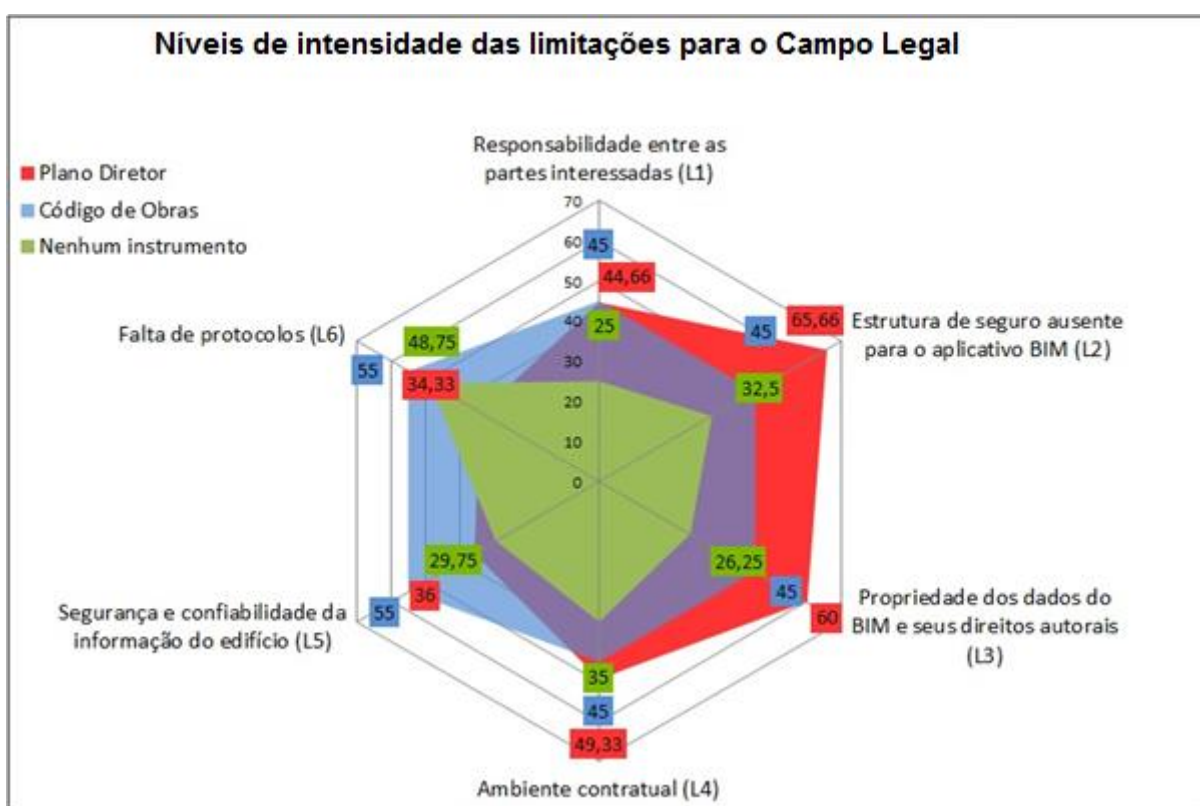 Níveis de intensidade das limitações para o Campo Legal
Plano Diretor
Código de Obras
Nenhum instrumento
Responsabilidade entre as
partes interessadas (L1)
70
60
50
40
30
20
10
0
45
44,66
25
65,66
45
32,5
Estrutura de seguro ausente
para o aplicativo BIM (L2)
26,25
45
60
Propriedade dos dados do
BIM e seus direitos autorais
(L3)
35
45
49,33
Ambiente contratual (L4)
29,75
36
55
Segurança e confiabilidade da
informação do edifício (L5)
Falta de protocolos (L6)
48,75
55
34,33